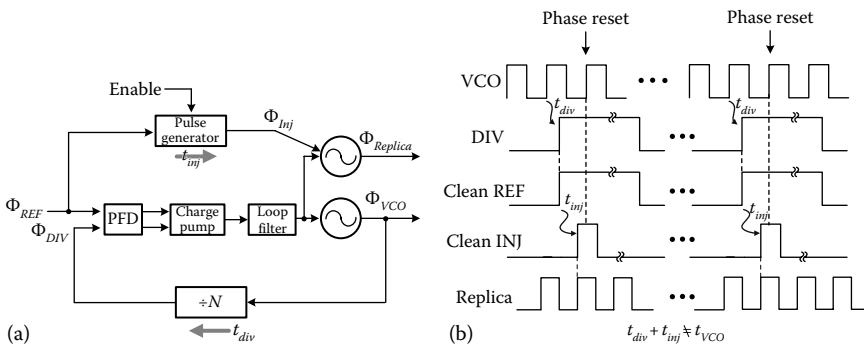 Phase reset Phase reset
Enable
VCO
Pulse generator
Φ_Inj
Φ_Replica
t_inj
t_div t_div
DIV
Clean REF
Φ_REF
Φ_DIV
PFD
Charge pump
Loop filter
Φ_VCO
t_inj t_inj
Clean INJ
÷N
Replica
t_div
(a)
(b)
t_div + t_inj ≒ t_VCO